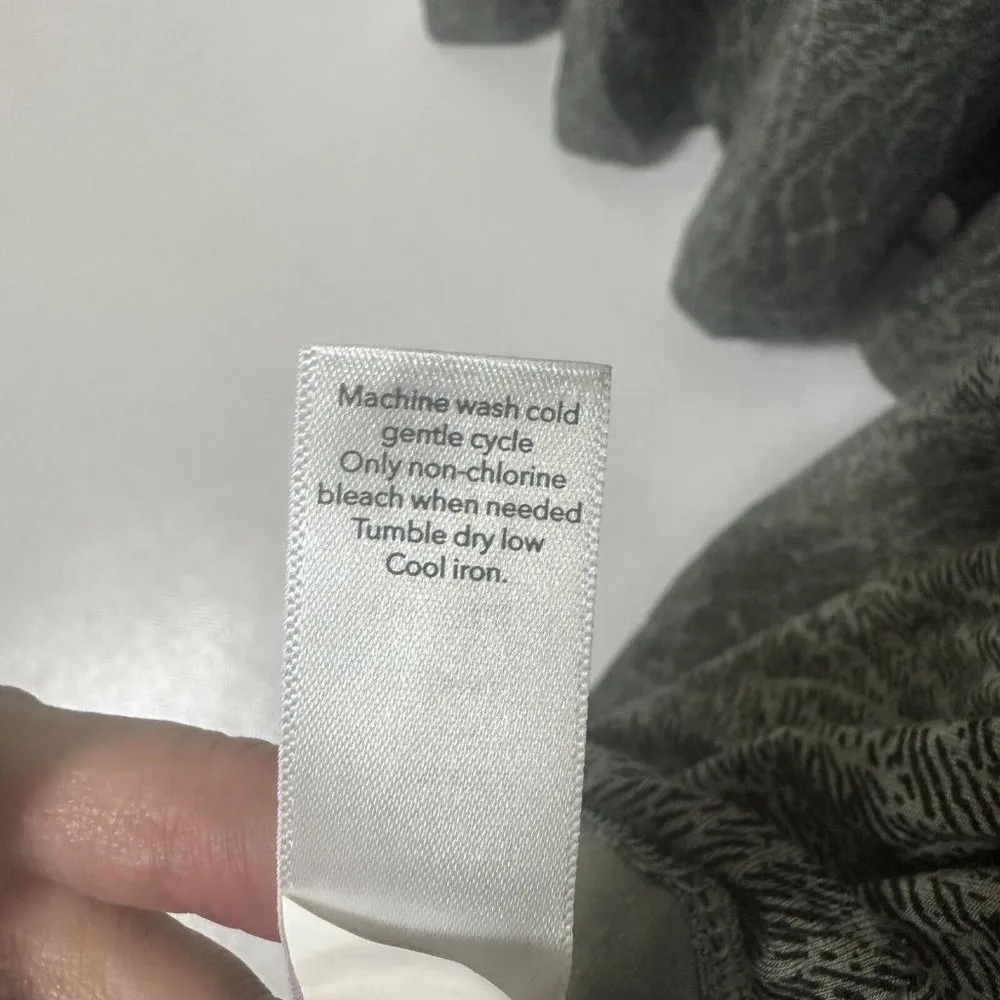 Machine wash cold
gentle cycle
Only non-chlorine
bleach when needed
Tumble dry low
Cool iron.